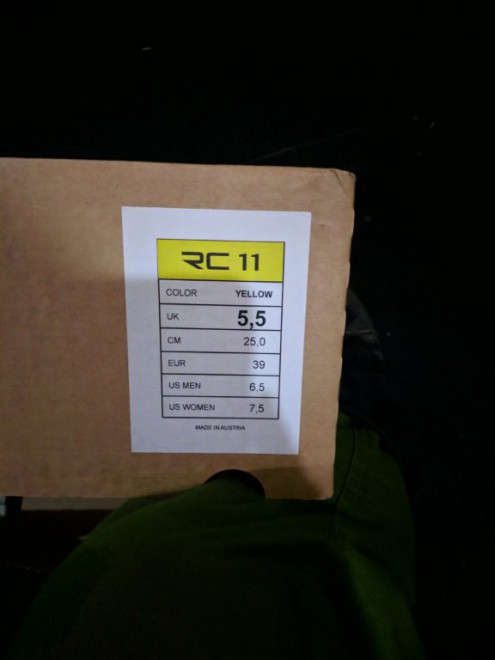 RC 11
COLOR YELLOW
UK 5,5
CM 25,0
EUR 39
US MEN 6,5
US WOMEN 7,5
MADE IN AUSTRIA